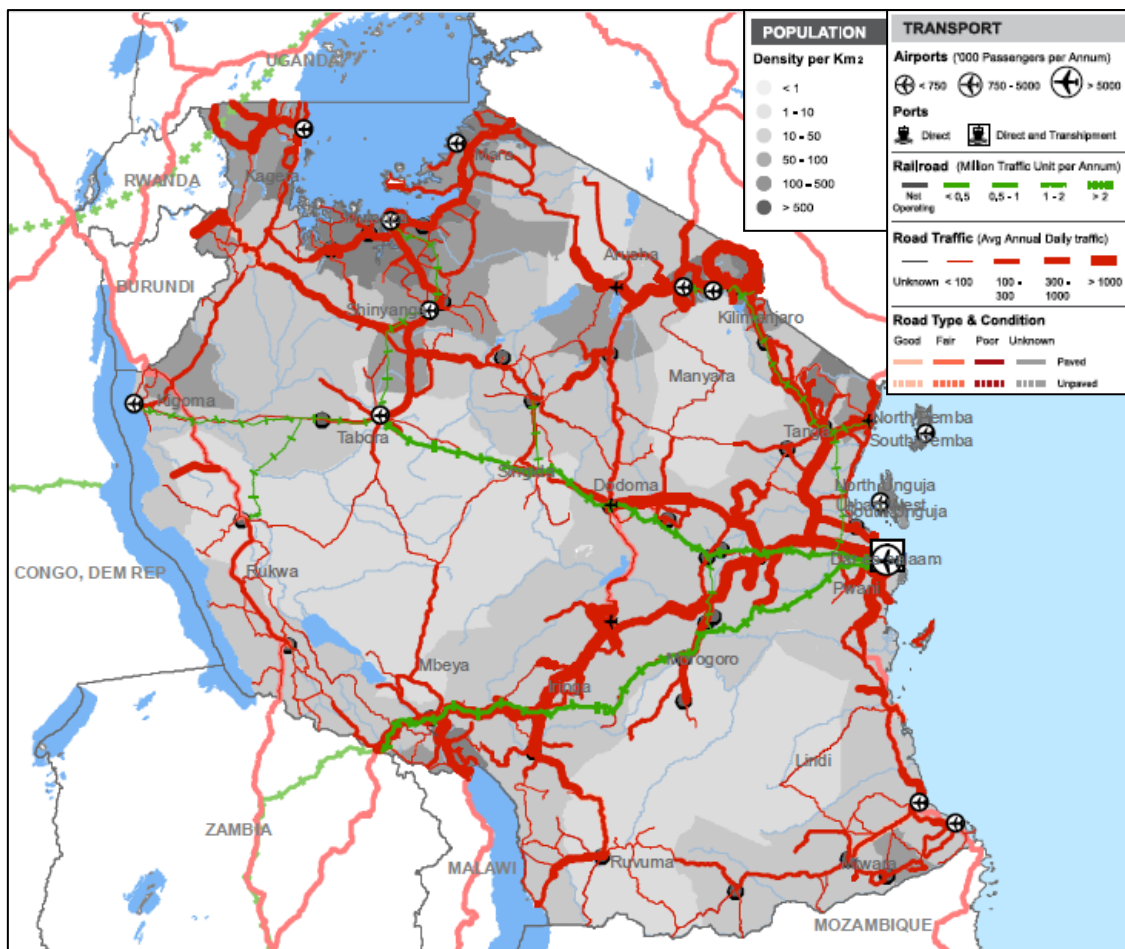 POPULATION
Density per Km2
< 1
1 - 10
10 - 50
50 - 100
100 - 500
> 500
TRANSPORT
Airports ('000 Passengers per Annum)
< 750 750 - 5000 > 5000
Ports
Direct Direct and Transhipment
Railroad (Million Traffic Unit per Annum)
Not Operating < 0,5 0,5 - 1 1 - 2 > 2
Road Traffic (Avg Annual Daily traffic)
Unknown < 100 100 - 300 300 - 1000 > 1000
Road Type & Condition
Good Fair Poor Unknown
Paved
Unpaved
UGANDA
RWANDA
Mara
Kagera
BURUNDI
Arusha
Shinyanga
Kilimanjaro
Manyara
Kigoma
Tabora
Tanga
North Pemba
South Pemba
Singida
Dodoma
North Unguja
South Unguja
CONGO, DEM REP
Rukwa
Pwani
Mbeya
Morogoro
Iringa
Lindi
ZAMBIA
MALAWI
Ruvuma
Mtwara
MOZAMBIQUE